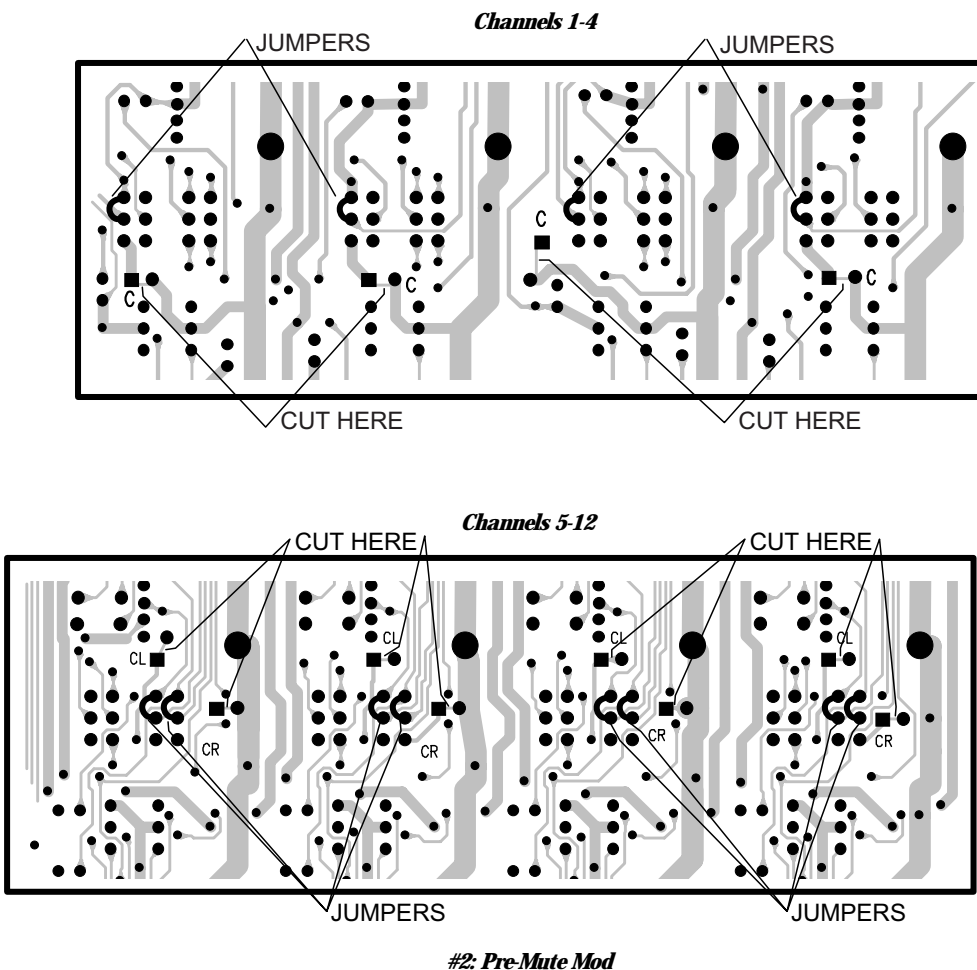 Channels 1-4
JUMPERS JUMPERS
C
C C C
CUT HERE CUT HERE
Channels 5-12
CUT HERE CUT HERE
CL CL CL CL
CR CR CR CR
JUMPERS JUMPERS
#2: Pre-Mute Mod